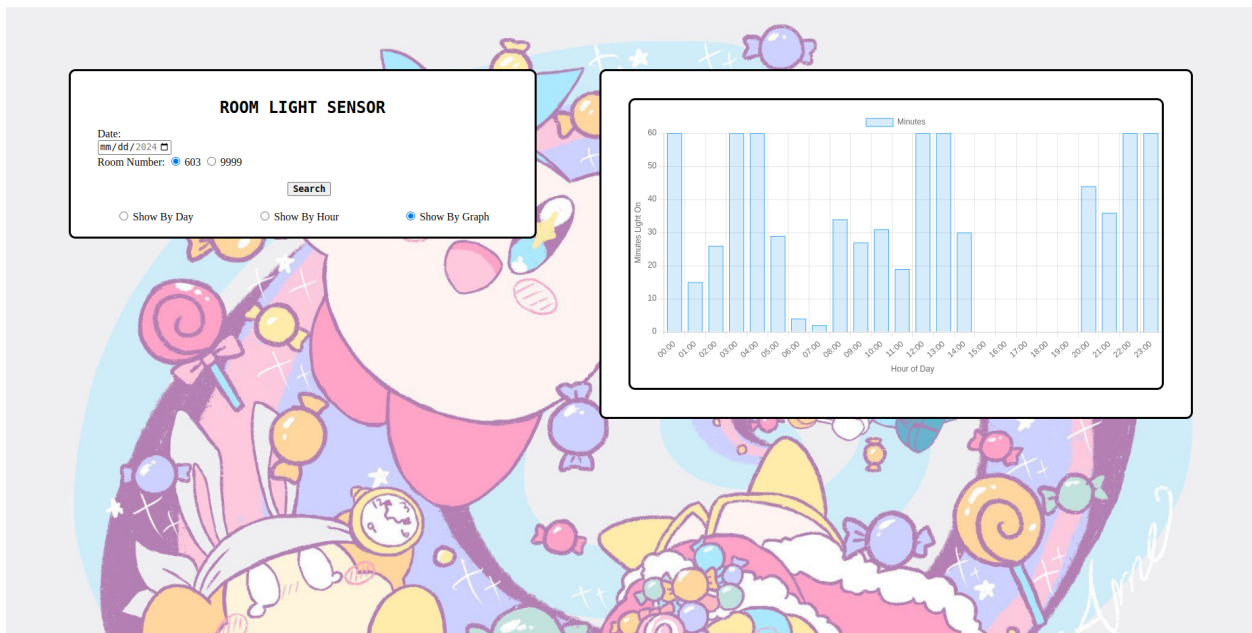 ROOM LIGHT SENSOR
Date:
mm/dd/2024
Room Number: 603 9999
Search
Show By Day Show By Hour Show By Graph
Minutes
60
50
40
30
20
10
0
Minutes Light On
00:00 01:00 02:00 03:00 04:00 05:00 06:00 07:00 08:00 09:00 10:00 11:00 12:00 13:00 14:00 15:00 16:00 17:00 18:00 19:00 20:00 21:00 22:00 23:00
Hour of Day